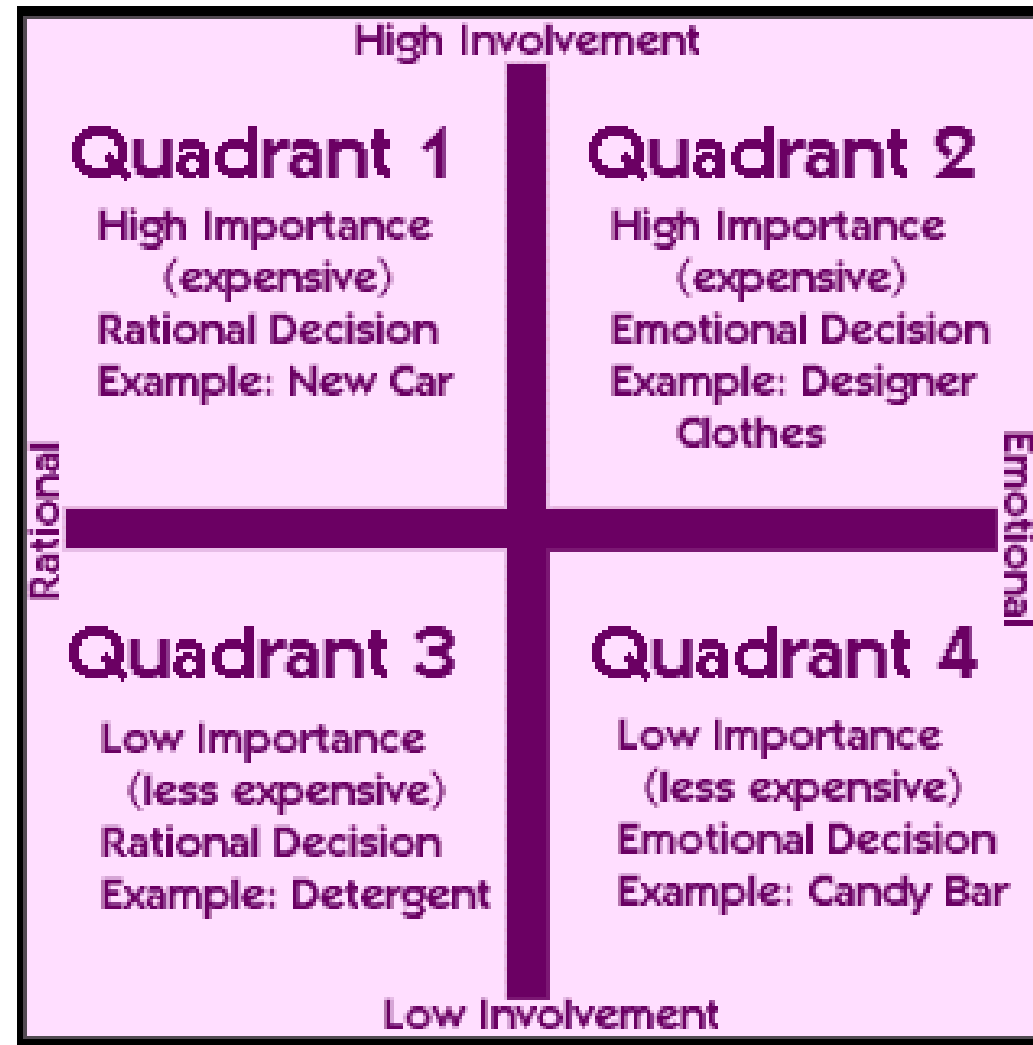 High Involvement
Quadrant 1
High Importance
(expensive)
Rational Decision
Example: New Car
Quadrant 2
High Importance
(expensive)
Emotional Decision
Example: Designer
Clothes
Rational
Emotional
Quadrant 3
Low Importance
(less expensive)
Rational Decision
Example: Detergent
Quadrant 4
Low Importance
(less expensive)
Emotional Decision
Example: Candy Bar
Low Involvement